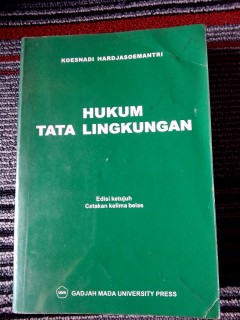 KOESNADI HARDJASOEMANTRI
HUKUM
TATA LINGKUNGAN
Edisi ketujuh
Cetakan kelima belas
GADJAH MADA UNIVERSITY PRESS